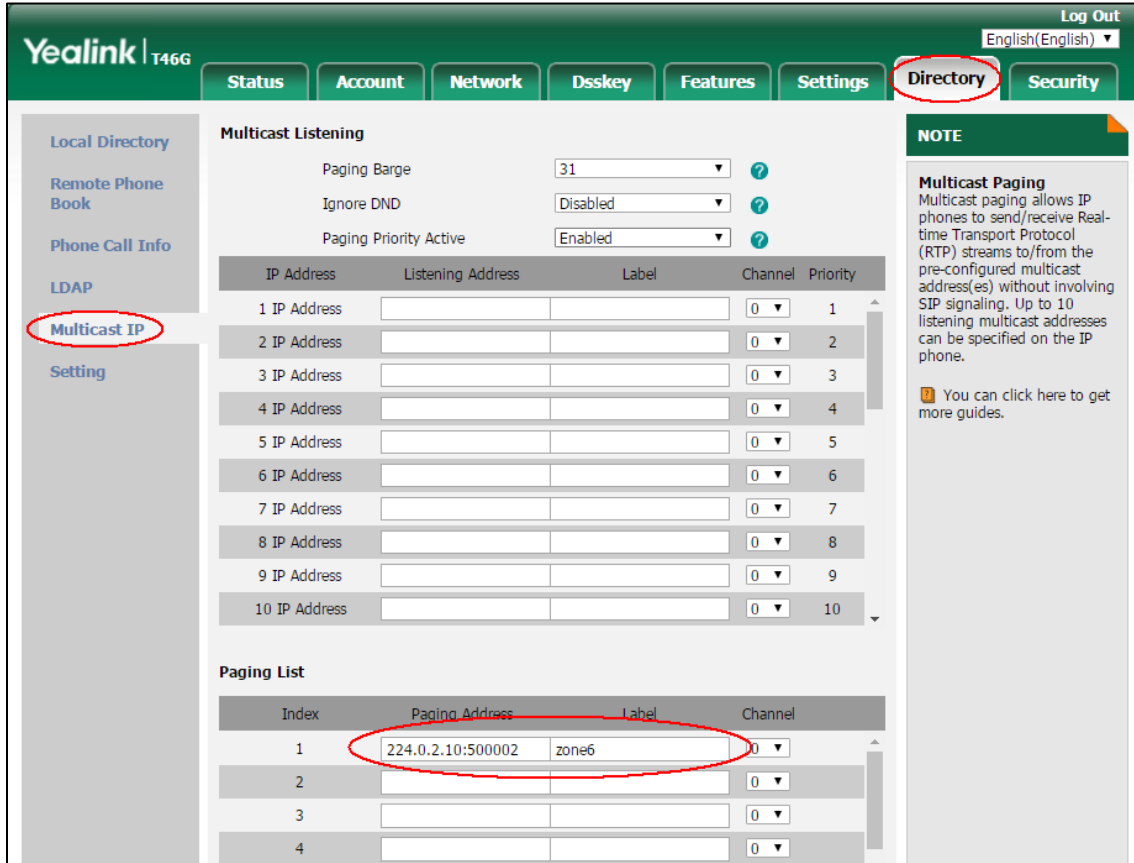 Log Out
English(English)
Yealink T46G
Status Account Network Dsskey Features Settings Directory Security
Local Directory
Remote Phone
Book
Phone Call Info
LDAP
Multicast IP
Setting
Multicast Listening
Paging Barge 31
Ignore DND Disabled
Paging Priority Active Enabled
IP Address Listening Address Label Channel Priority
1 IP Address 0 1
2 IP Address 0 2
3 IP Address 0 3
4 IP Address 0 4
5 IP Address 0 5
6 IP Address 0 6
7 IP Address 0 7
8 IP Address 0 8
9 IP Address 0 9
10 IP Address 0 10
Paging List
Index Paging Address Label Channel
1 224.0.2.10:500002 zone6 0
2 0
3 0
4 0
NOTE
Multicast Paging
Multicast paging allows IP
phones to send/receive Real-
time Transport Protocol
(RTP) streams to/from the
pre-configured multicast
address(es) without involving
SIP signaling. Up to 10
listening multicast addresses
can be specified on the IP
phone.
You can click here to get
more guides.